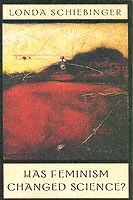 LONDA SCHIEBINGER
HAS FEMINISM
CHANGED SCIENCE?